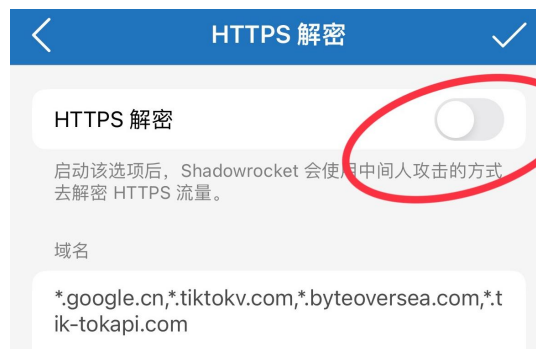 HTTPS 解密
HTTPS 解密
启动该选项后，Shadowrocket 会使用中间人攻击的方式
去解密 HTTPS 流量。
域名
*.google.cn,*.tiktokv.com,*.byteoversea.com,*.t
ik-tokapi.com